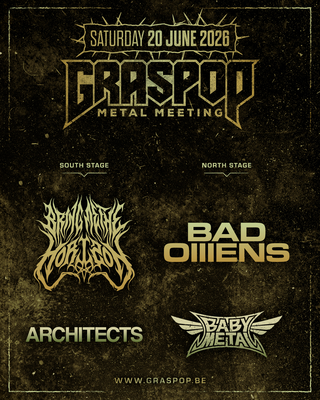 SATURDAY 20 JUNE 2026
GRASPOP
METAL MEETING
SOUTH STAGE
NORTH STAGE
BRING ME THE
HORIZON
BAD
OMENS
ARCHITECTS
BABY
METAL
WWW.GRASPOP.BE